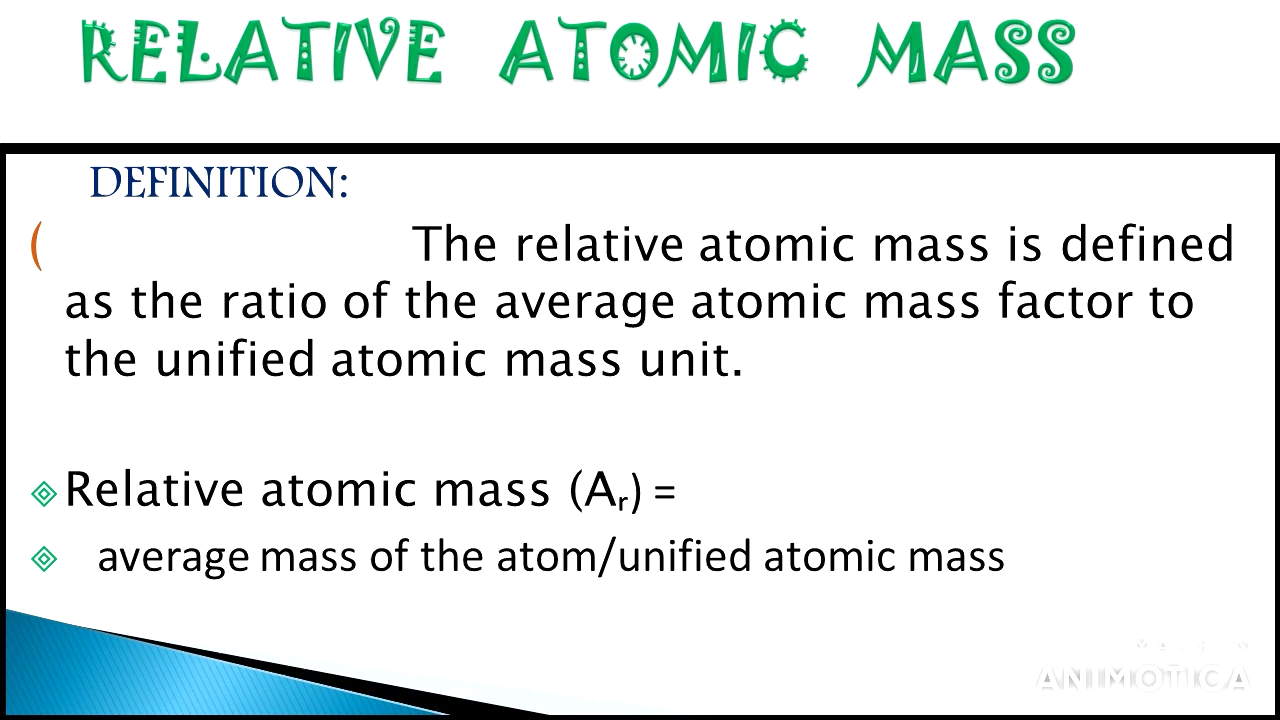 RELATIVE ATOMIC MASS
DEFINITION:
( The relative atomic mass is defined
as the ratio of the average atomic mass factor to
the unified atomic mass unit.
Relative atomic mass (Aᵣ) =
average mass of the atom/unified atomic mass
ANIMOTICA